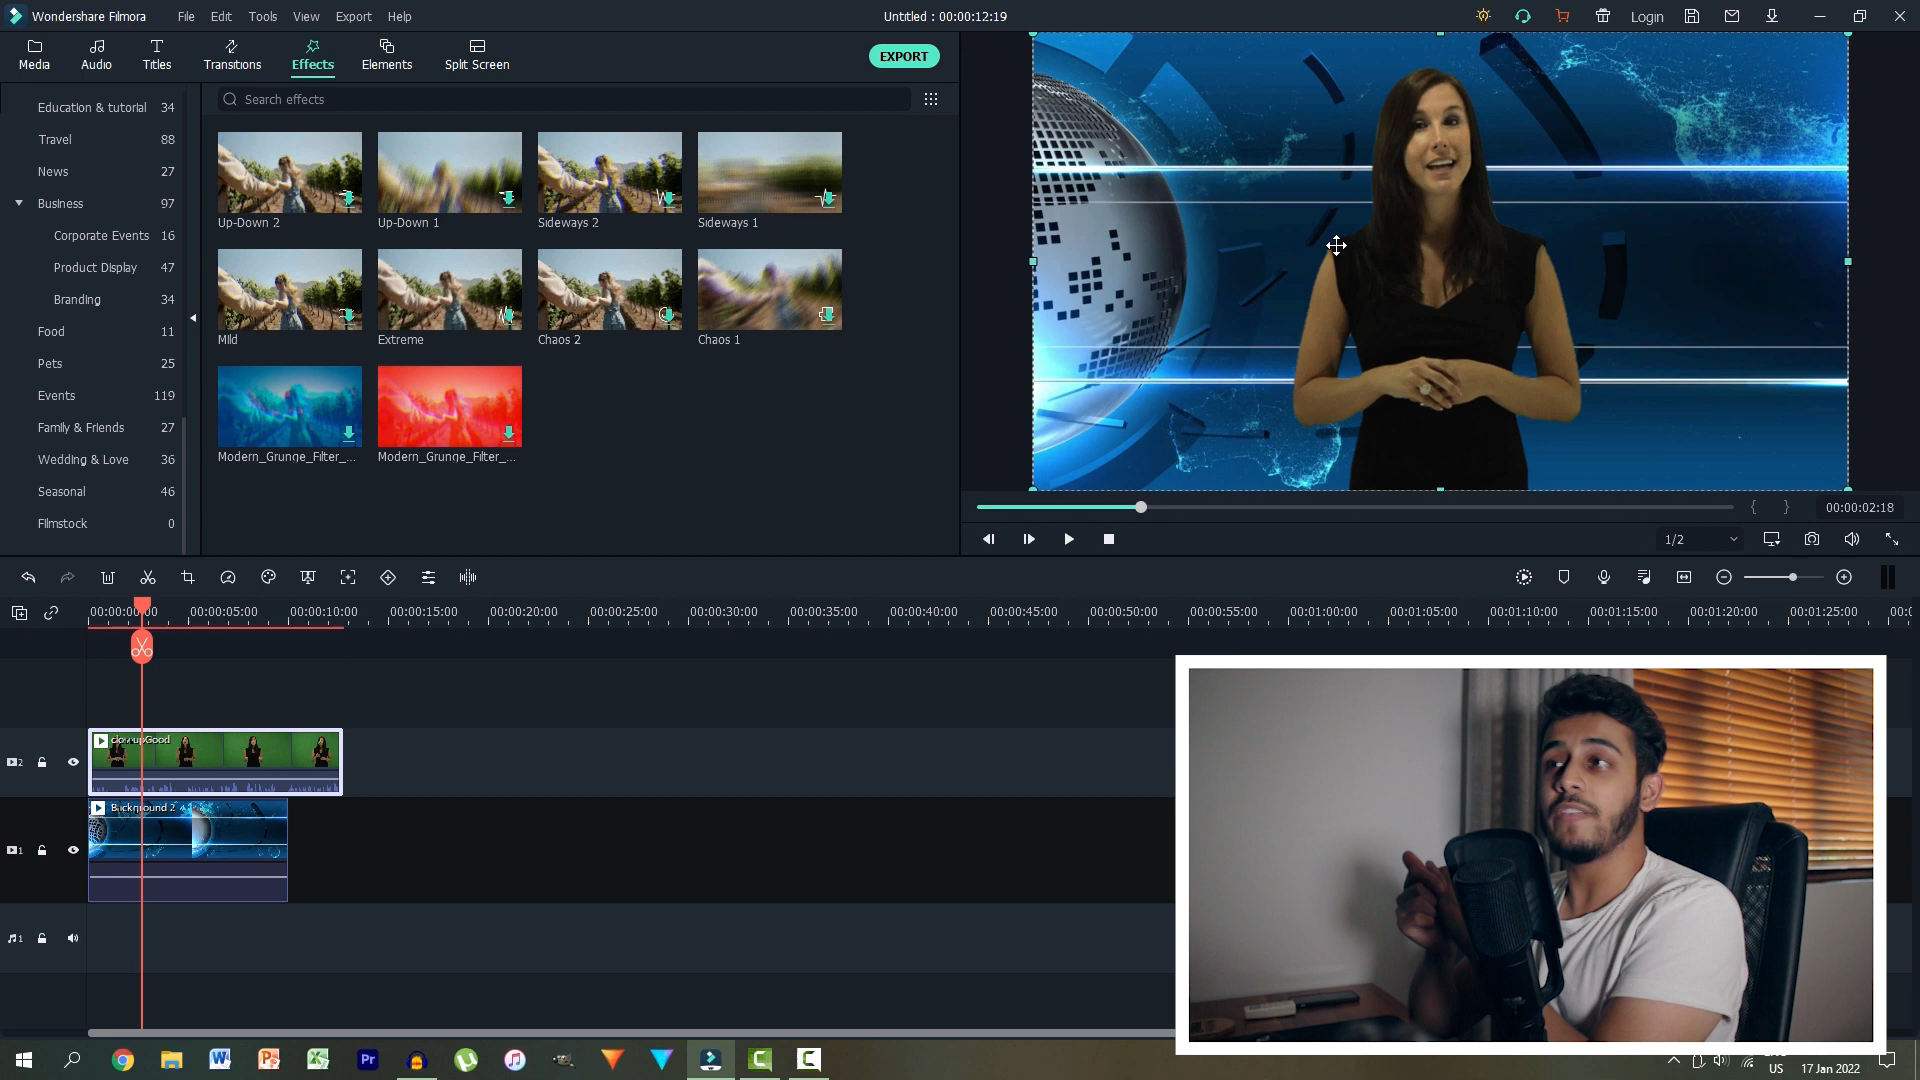 Wondershare Filmora File Edit Tools View Export Help Untitled : 00:00:12:19 Login
Media Audio Titles Transitions Effects Elements Split Screen EXPORT
Search effects
Education & tutorial 34
Travel 88
News 27
Business 97
Corporate Events 16
Product Display 47
Branding 34
Food 11
Pets 25
Events 119
Family & Friends 27
Wedding & Love 36
Seasonal 46
Filmstock 0
Up-Down 2 Up-Down 1 Sideways 2 Sideways 1
Mild Extreme Chaos 2 Chaos 1
Modern_Grunge_Filter_... Modern_Grunge_Filter_...
{ } 00:00:02:18
1/2
00:00:00:00 00:00:05:00 00:00:10:00 00:00:15:00 00:00:20:00 00:00:25:00 00:00:30:00 00:00:35:00 00:00:40:00 00:00:45:00 00:00:50:00 00:00:55:00 00:01:00:00 00:01:05:00 00:01:10:00 00:01:15:00 00:01:20:00 00:01:25:00 00:0
2 closeupGood
1 Background 2
1
Pr
US 17 Jan 2022